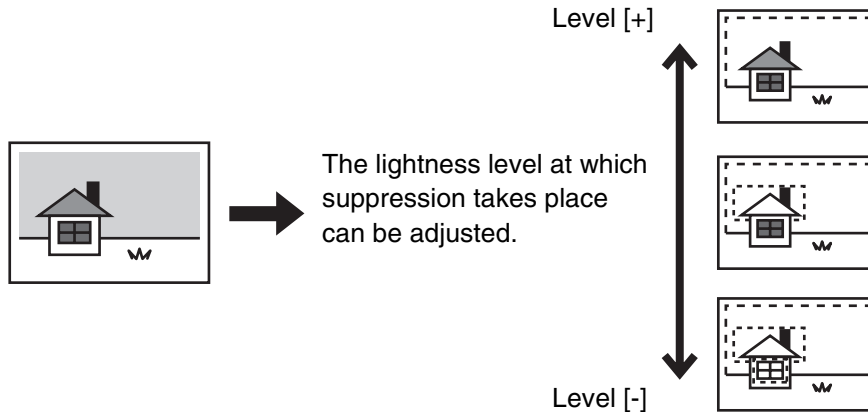 Level [+]
The lightness level at which
suppression takes place
can be adjusted.
Level [-]